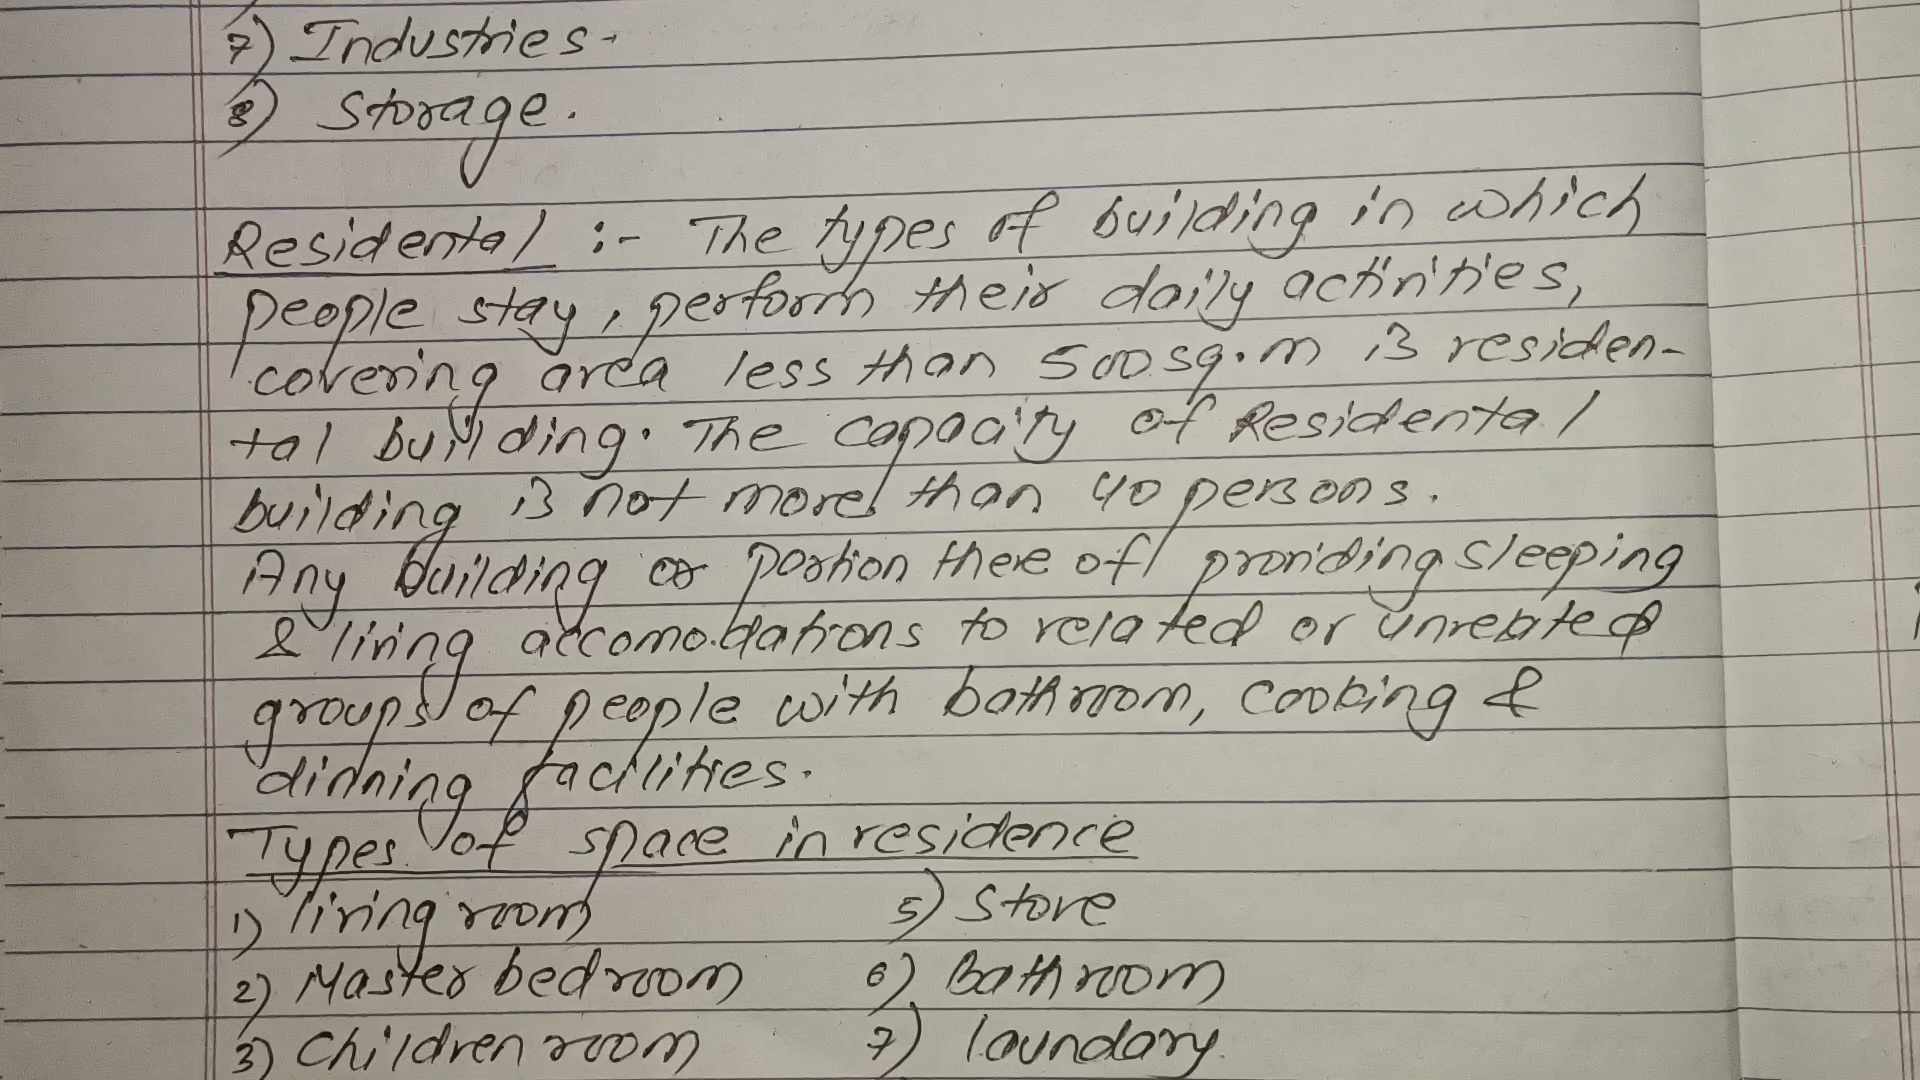 7) Industries.
8) Storage.
Residental :- The types of building in which
people stay, perform their daily activities,
covering area less than 500 sq.m is residen-
tal building. The capacity of Residental
building is not more than 40 persons.
Any building or portion there of providing sleeping
& living accomodations to related or unrelated
groups of people with bathroom, cooking &
dinning facilities.
Types of space in residence
1) living room 5) Store
2) Master bedroom 6) Bathroom
3) Children room 7) laundary